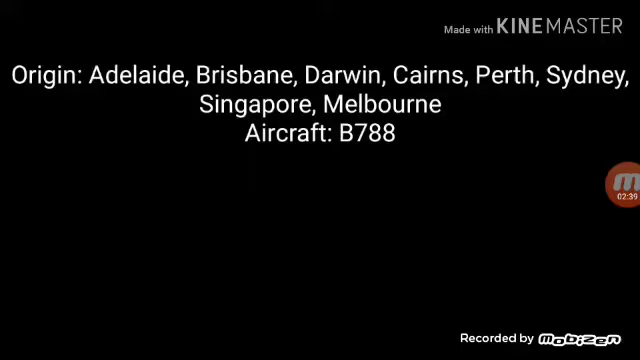 Made with KINEMASTER
Origin: Adelaide, Brisbane, Darwin, Cairns, Perth, Sydney,
Singapore, Melbourne
Aircraft: B788
02:39
Recorded by mobizen